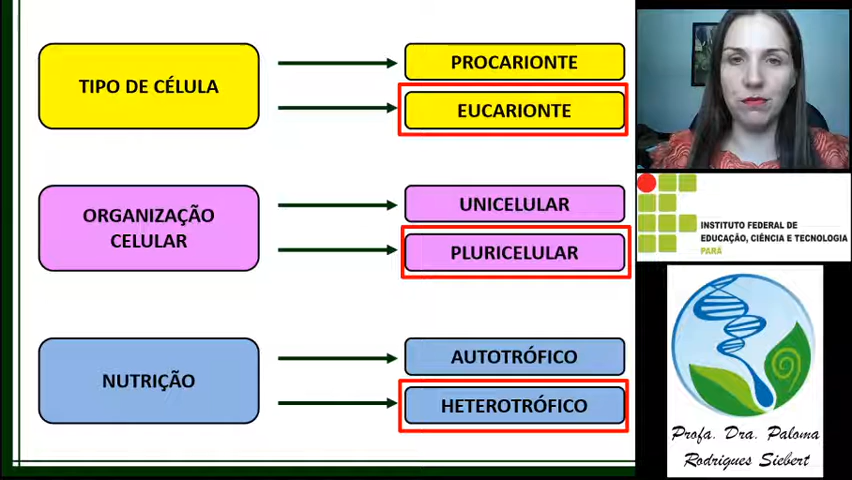 TIPO DE CÉLULA
PROCARIONTE
EUCARIONTE
ORGANIZAÇÃO
CELULAR
UNICELULAR
PLURICELULAR
NUTRIÇÃO
AUTOTRÓFICO
HETEROTRÓFICO
INSTITUTO FEDERAL DE
EDUCAÇÃO, CIÊNCIA E TECNOLOGIA
PARÁ
Profa. Dra. Paloma
Rodrigues Siebert